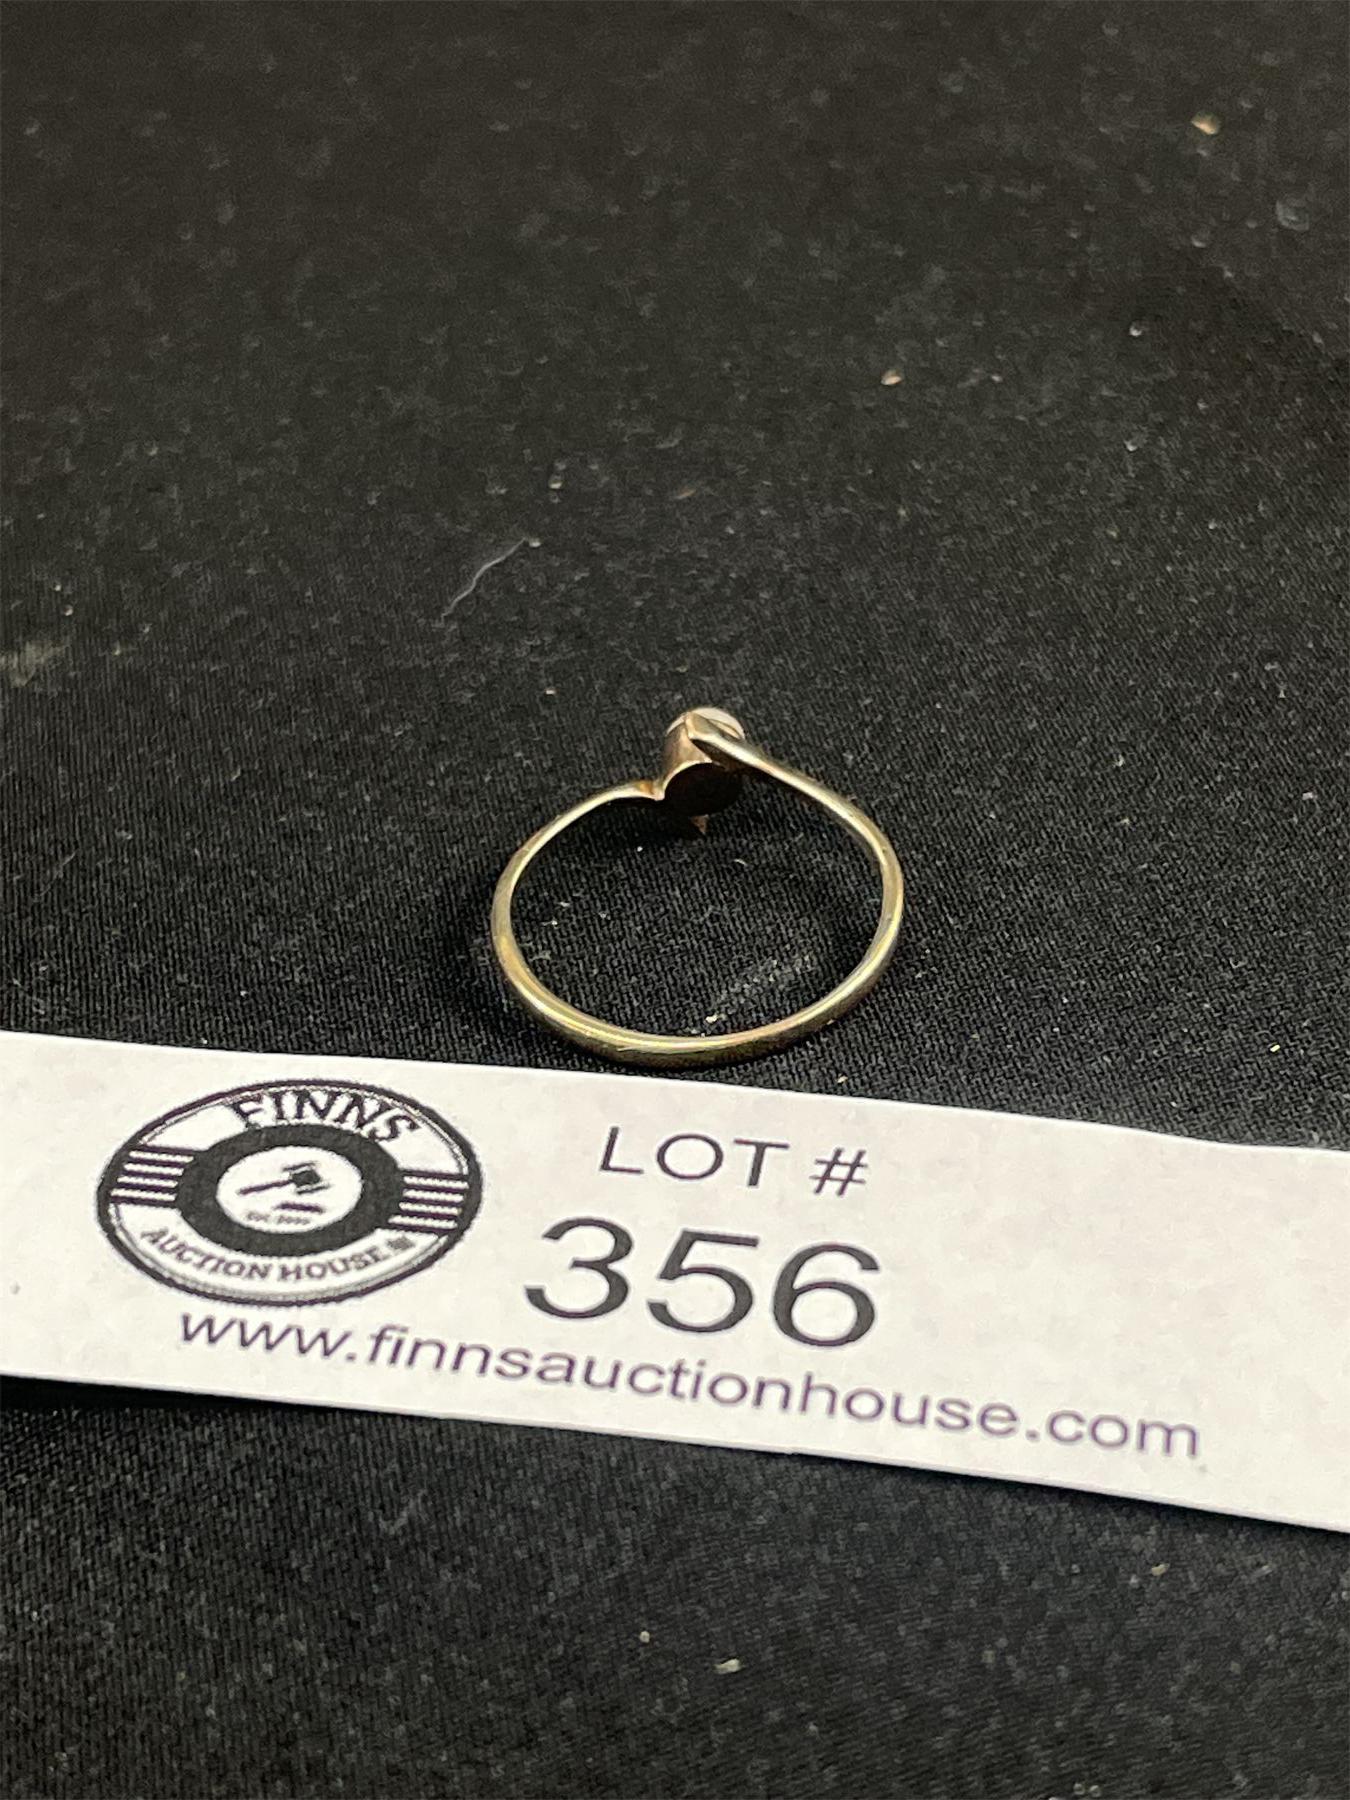 FINNS
AUCTION HOUSE
LOT #
356
www.finnsauctionhouse.com